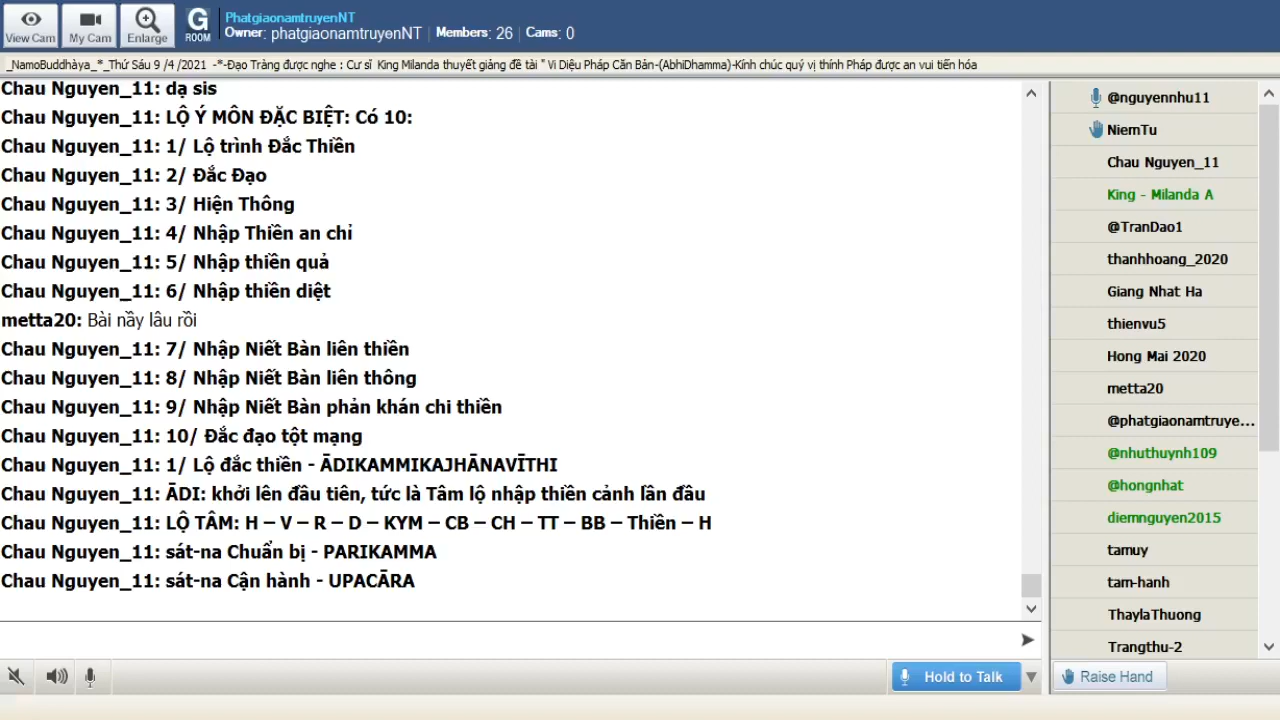 View Cam
My Cam
Enlarge
G
ROOM
PhatgiaonamtruyenNT
Owner: phatgiaonamtruyenNT | Members: 26 | Cams: 0
_NamoBuddhàya_*_Thứ Sáu 9 /4 /2021 -*-Đạo Tràng được nghe : Cư sĩ King Milanda thuyết giảng đề tài " Vi Diệu Pháp Căn Bản-(AbhiDhamma)-Kính chúc quý vị thính Pháp được an vui tiến hóa
Chau Nguyen_11: dạ sis
Chau Nguyen_11: LỘ Ý MÔN ĐẶC BIỆT: Có 10:
Chau Nguyen_11: 1/ Lộ trình Đắc Thiền
Chau Nguyen_11: 2/ Đắc Đạo
Chau Nguyen_11: 3/ Hiện Thông
Chau Nguyen_11: 4/ Nhập Thiền an chỉ
Chau Nguyen_11: 5/ Nhập thiền quả
Chau Nguyen_11: 6/ Nhập thiền diệt
metta20: Bài nầy lâu rồi
Chau Nguyen_11: 7/ Nhập Niết Bàn liên thiền
Chau Nguyen_11: 8/ Nhập Niết Bàn liên thông
Chau Nguyen_11: 9/ Nhập Niết Bàn phản khán chi thiền
Chau Nguyen_11: 10/ Đắc đạo tột mạng
Chau Nguyen_11: 1/ Lộ đắc thiền - ĀDIKAMMIKAJHĀNAVĪTHI
Chau Nguyen_11: ĀDI: khởi lên đầu tiên, tức là Tâm lộ nhập thiền cảnh lần đầu
Chau Nguyen_11: LỘ TÂM: H – V – R – D – KYM – CB – CH – TT – BB – Thiền – H
Chau Nguyen_11: sát-na Chuẩn bị - PARIKAMMA
Chau Nguyen_11: sát-na Cận hành - UPACĀRA
@nguyennhu11
NiemTu
Chau Nguyen_11
King - Milanda A
@TranDao1
thanhhoang_2020
Giang Nhat Ha
thienvu5
Hong Mai 2020
metta20
@phatgiaonamtruye...
@nhuthuynh109
@hongnhat
diemnguyen2015
tamuy
tam-hanh
ThaylaThuong
Trangthu-2
Hold to Talk
Raise Hand